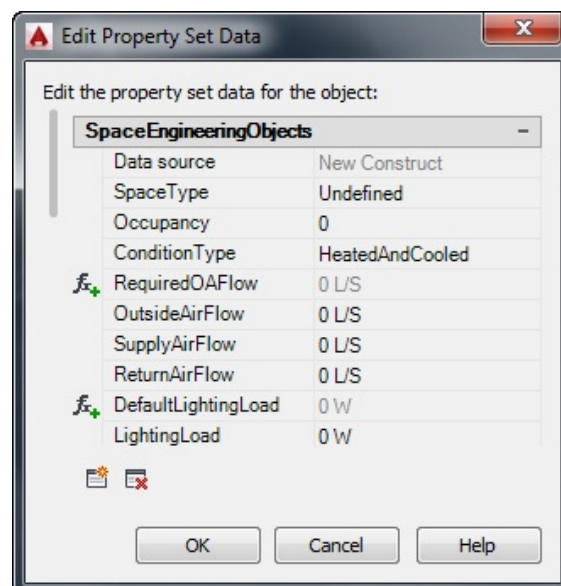 Edit Property Set Data
Edit the property set data for the object:
SpaceEngineeringObjects
Data source New Construct
SpaceType Undefined
Occupancy 0
ConditionType HeatedAndCooled
RequiredOAFlow 0 L/S
OutsideAirFlow 0 L/S
SupplyAirFlow 0 L/S
ReturnAirFlow 0 L/S
DefaultLightingLoad 0 W
LightingLoad 0 W
OK Cancel Help